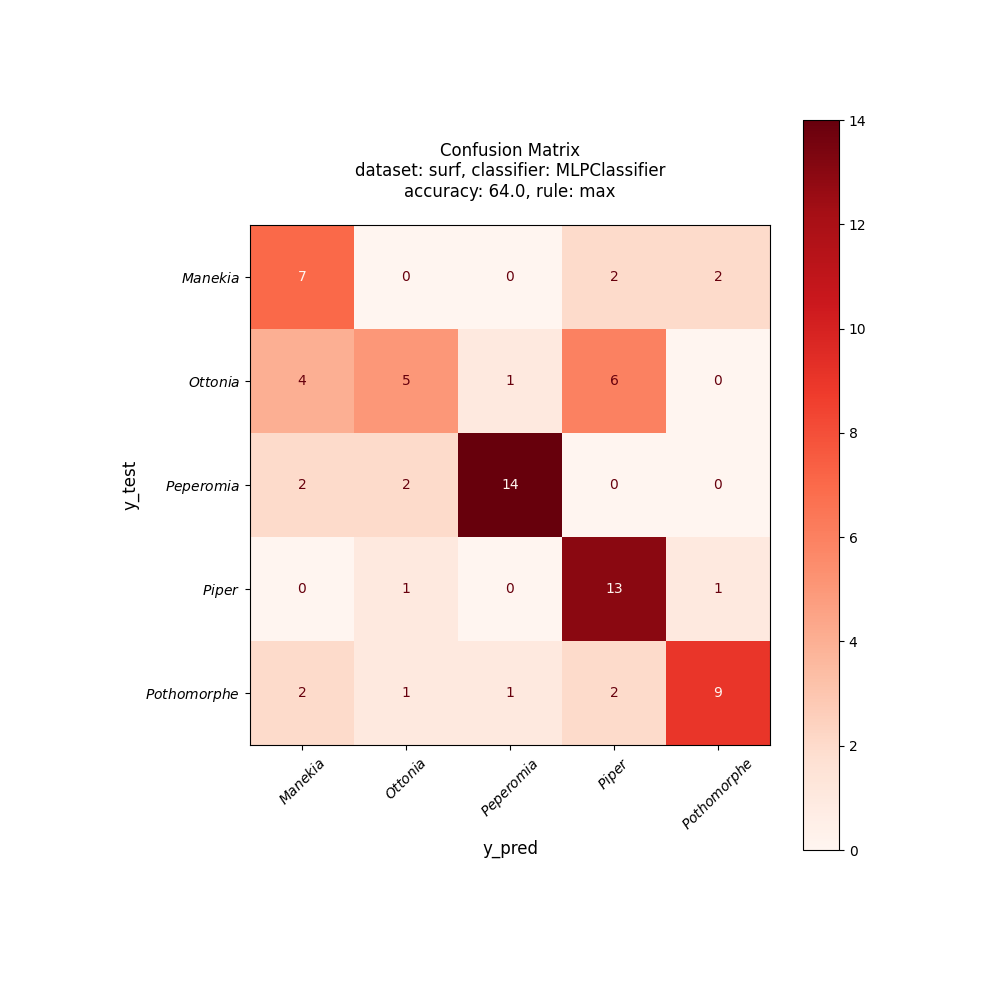 Confusion Matrix
dataset: surf, classifier: MLPClassifier
accuracy: 64.0, rule: max
y_test
Manekia 7 0 0 2 2
Ottonia 4 5 1 6 0
Peperomia 2 2 14 0 0
Piper 0 1 0 13 1
Pothomorphe 2 1 1 2 9
Manekia Ottonia Peperomia Piper Pothomorphe
y_pred
14
12
10
8
6
4
2
0